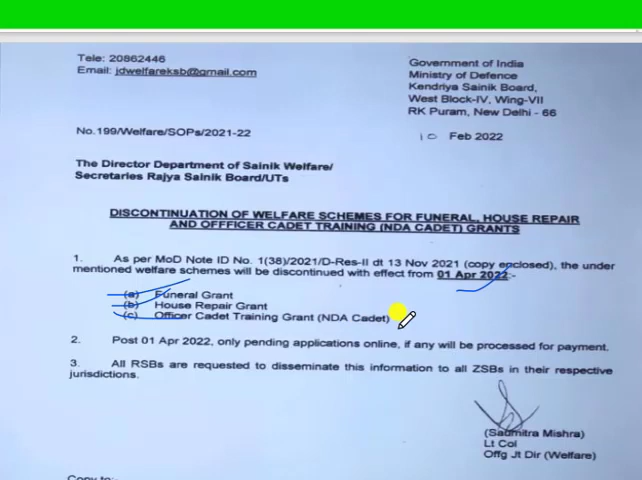 Tele: 20862446
Email: jdwelfareksb@gmail.com
Government of India
Ministry of Defence
Kendriya Sainik Board,
West Block-IV, Wing-VII
RK Puram, New Delhi - 66
No.199/Welfare/SOPs/2021-22
10 Feb 2022
The Director Department of Sainik Welfare/
Secretaries Rajya Sainik Board/UTs
DISCONTINUATION OF WELFARE SCHEMES FOR FUNERAL, HOUSE REPAIR
AND OFFFICER CADET TRAINING (NDA CADET) GRANTS
1. As per MoD Note ID No. 1(38)/2021/D-Res-II dt 13 Nov 2021 (copy enclosed), the under
mentioned welfare schemes will be discontinued with effect from 01 Apr 2022:-
(a) Funeral Grant
(b) House Repair Grant
(c) Officer Cadet Training Grant (NDA Cadet)
2. Post 01 Apr 2022, only pending applications online, if any will be processed for payment.
3. All RSBs are requested to disseminate this information to all ZSBs in their respective
jurisdictions.
(Saumitra Mishra)
Lt Col
Offg Jt Dir (Welfare)
Copy to:-